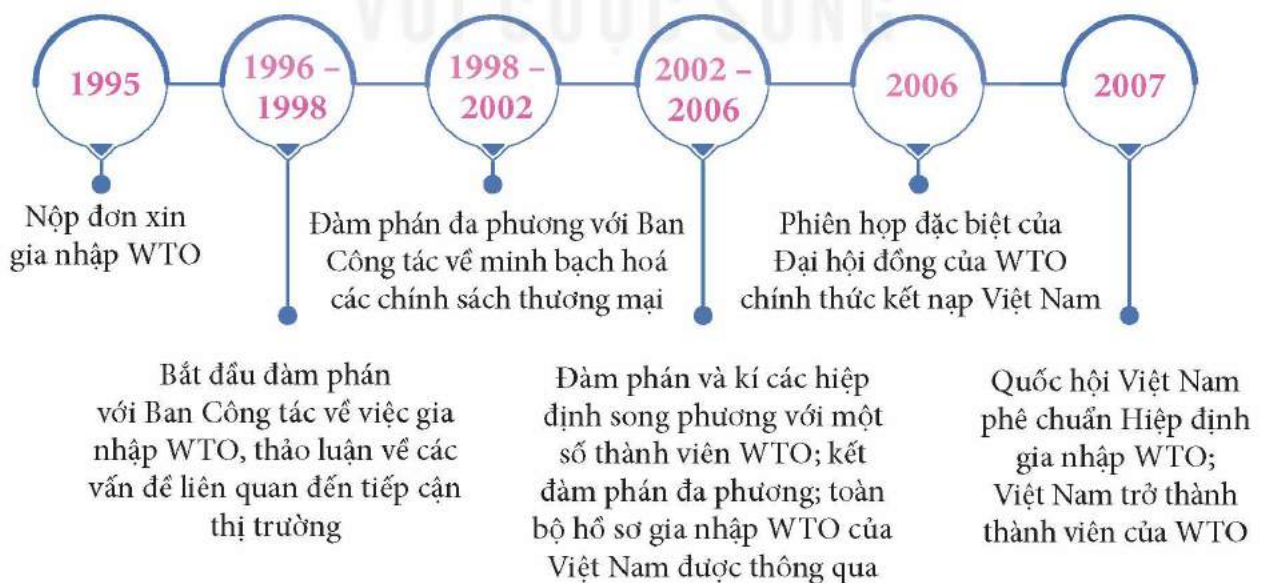 VỚI CUỘC SỐNG
1995
1996 –
1998
1998 –
2002
2002 –
2006
2006
2007
Nộp đơn xin
gia nhập WTO
Bắt đầu đàm phán
với Ban Công tác về việc gia
nhập WTO, thảo luận về các
vấn đề liên quan đến tiếp cận
thị trường
Đàm phán đa phương với Ban
Công tác về minh bạch hoá
các chính sách thương mại
Đàm phán và kí các hiệp
định song phương với một
số thành viên WTO; kết
đàm phán đa phương; toàn
bộ hồ sơ gia nhập WTO của
Việt Nam được thông qua
Phiên họp đặc biệt của
Đại hội đồng của WTO
chính thức kết nạp Việt Nam
Quốc hội Việt Nam
phê chuẩn Hiệp định
gia nhập WTO;
Việt Nam trở thành
thành viên của WTO